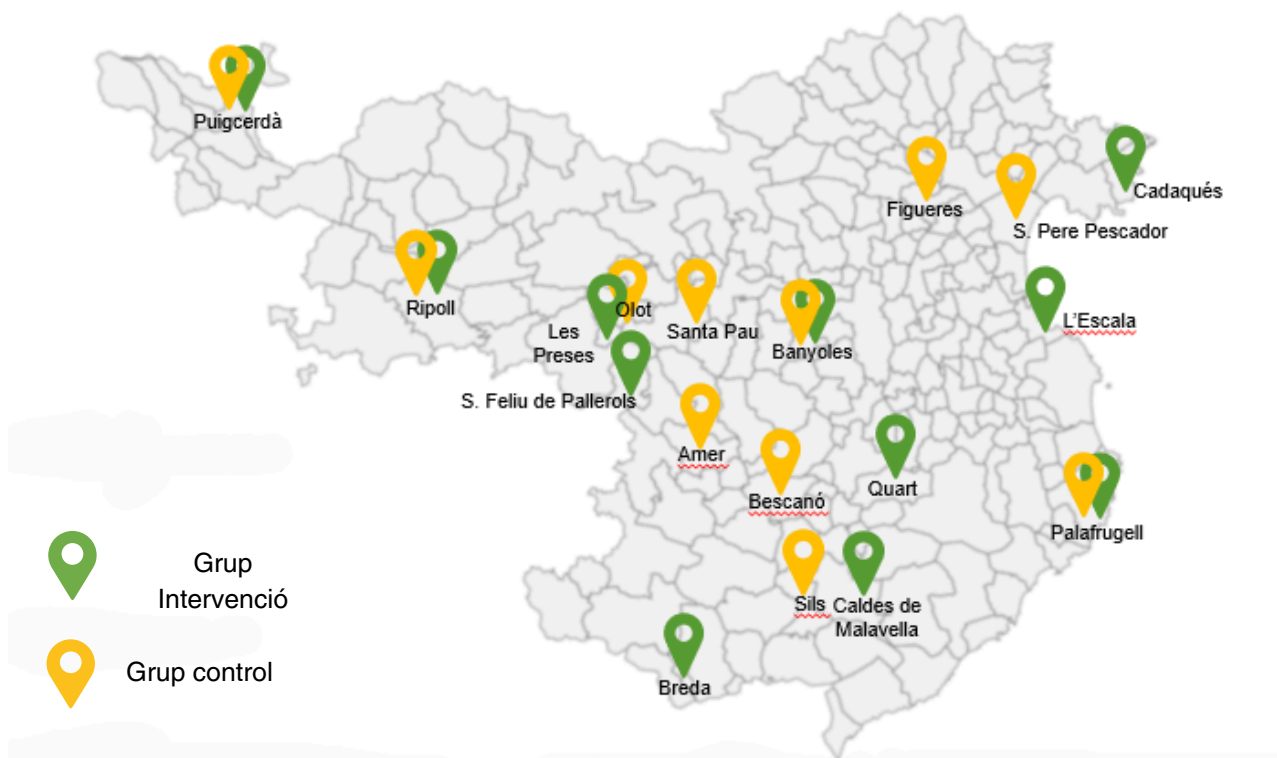 Puigcerdà
Cadaqués
Figueres
S. Pere Pescador
Ripoll
Olot
L'Escala
Les
Preses
Santa Pau
Banyoles
S. Feliu de Pallerols
Amer
Quart
Bescanó
Palafrugell
Grup
Intervenció
Sils
Caldes de
Malavella
Grup control
Breda